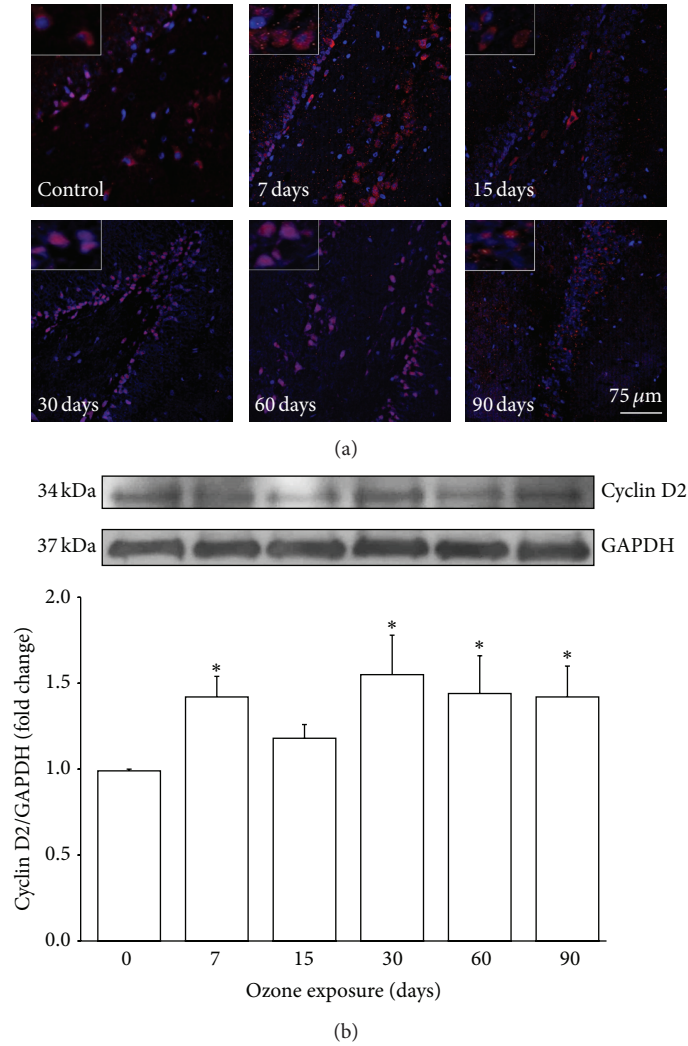 Control
7 days
15 days
30 days
60 days
90 days
75 µm
(a)
34 kDa
Cyclin D2
37 kDa
GAPDH
Cyclin D2/GAPDH (fold change)
2.0
1.5
1.0
0.5
0.0
*
*
*
*
0 7 15 30 60 90
Ozone exposure (days)
(b)